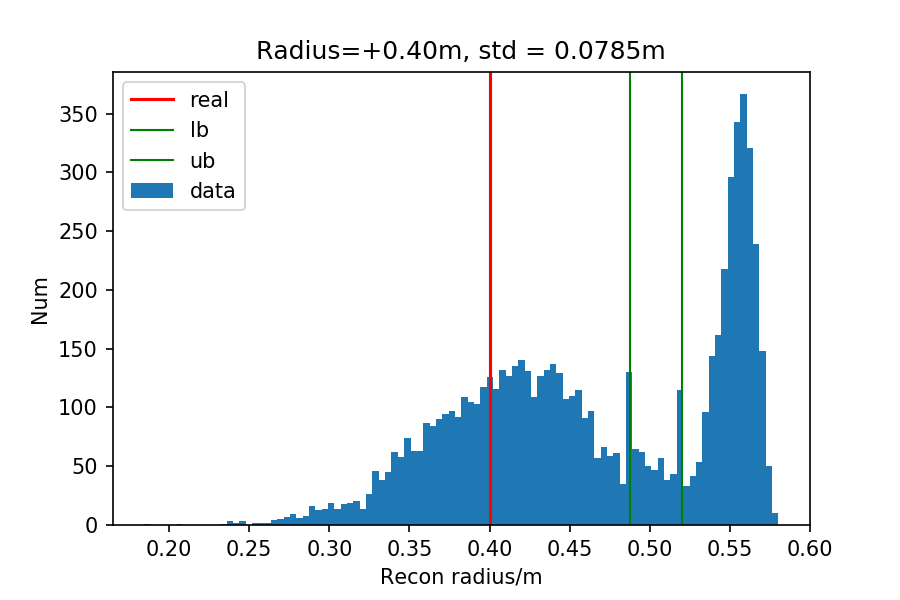 Radius=+0.40m, std = 0.0785m
real
lb
ub
data
350
300
250
200
150
100
50
0
Num
0.20 0.25 0.30 0.35 0.40 0.45 0.50 0.55 0.60
Recon radius/m